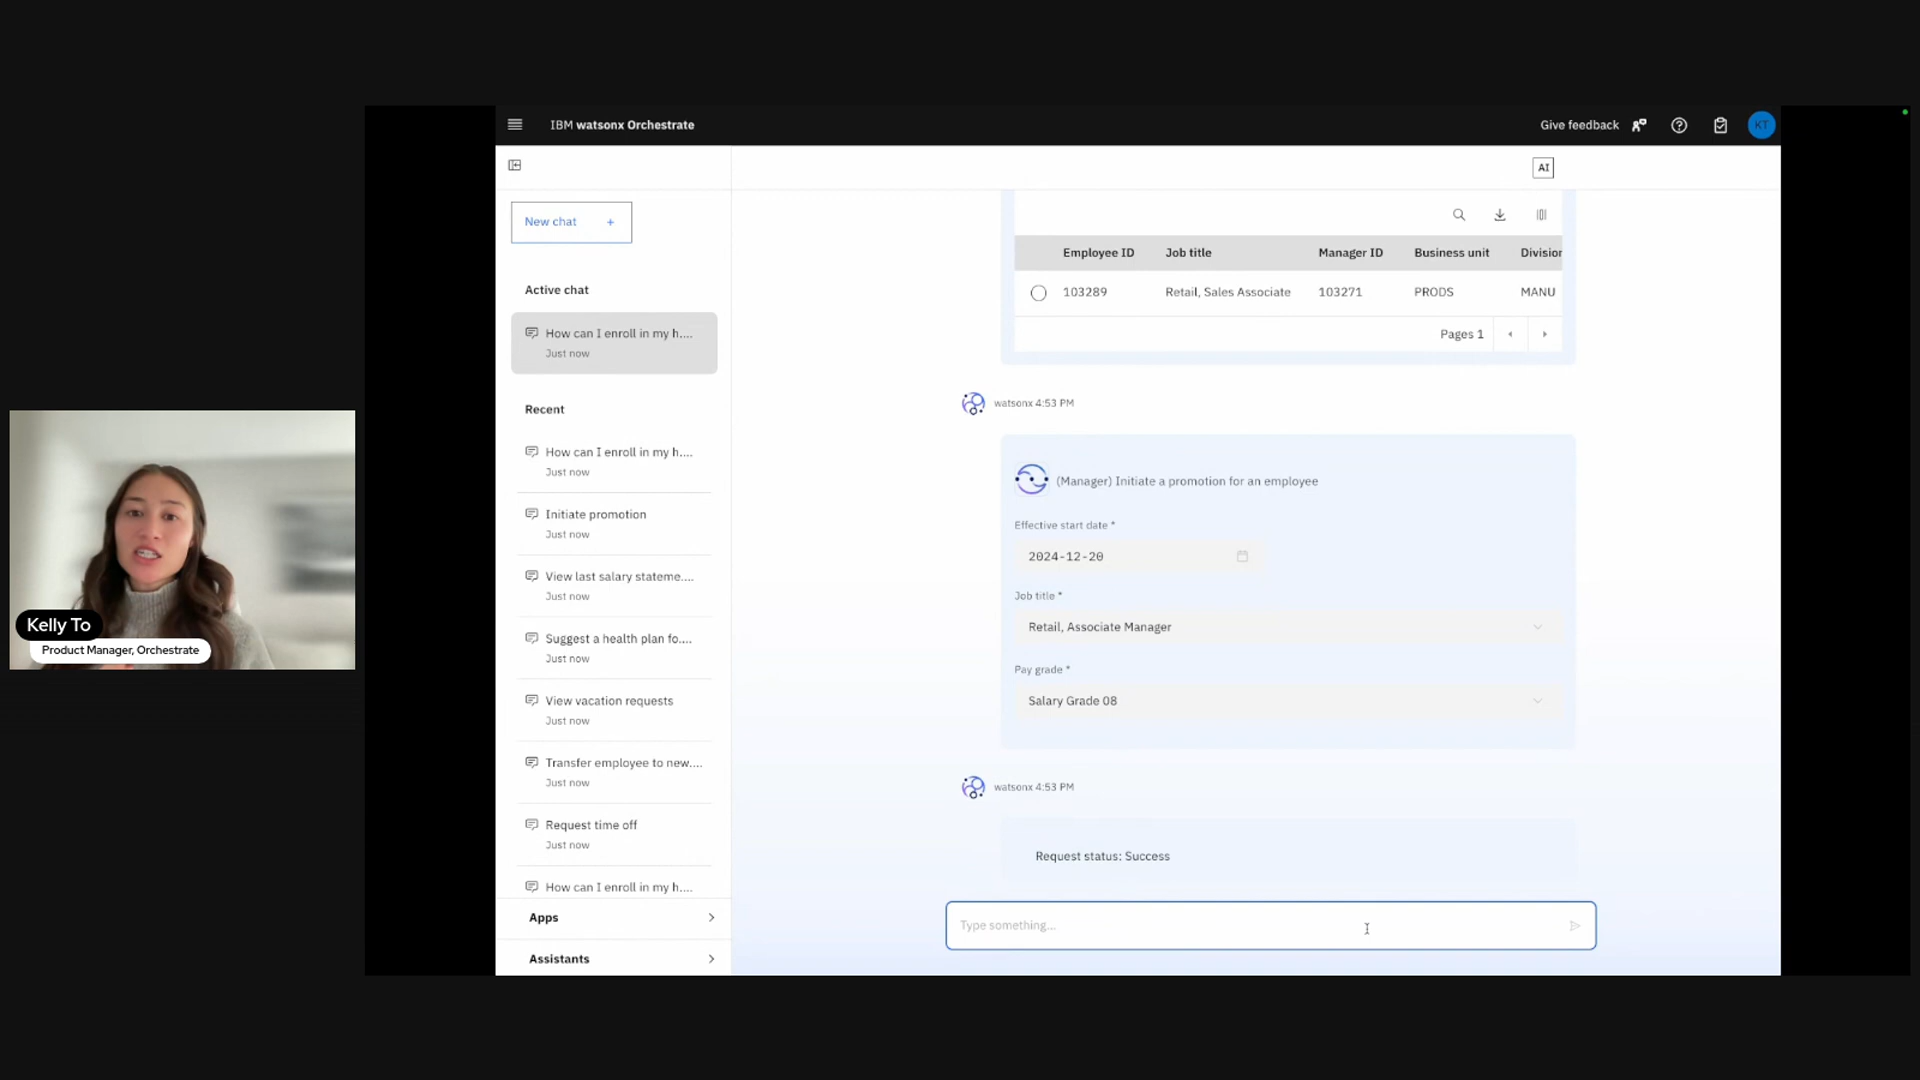 IBM watsonx Orchestrate
Give feedback
KT
AI
New chat +
Active chat
How can I enroll in my h....
Just now
Recent
How can I enroll in my h....
Just now
Initiate promotion
Just now
View last salary stateme....
Just now
Suggest a health plan fo....
Just now
View vacation requests
Just now
Transfer employee to new....
Just now
Request time off
Just now
How can I enroll in my h....
Apps
Assistants
Employee ID Job title Manager ID Business unit Division
103289 Retail, Sales Associate 103271 PRODS MANU
Pages 1
watsonx 4:53 PM
(Manager) Initiate a promotion for an employee
Effective start date *
2024-12-20
Job title *
Retail, Associate Manager
Pay grade *
Salary Grade 08
watsonx 4:53 PM
Request status: Success
Type something...
Kelly To
Product Manager, Orchestrate